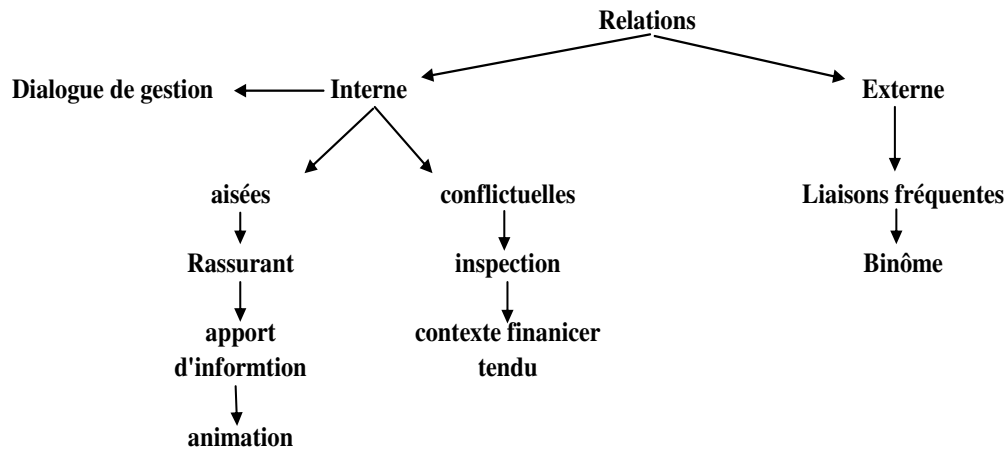 Relations
Dialogue de gestion
Interne
Externe
aisées
conflictuelles
Liaisons fréquentes
Rassurant
inspection
Binôme
apport
d'informtion
contexte finanicer
tendu
animation